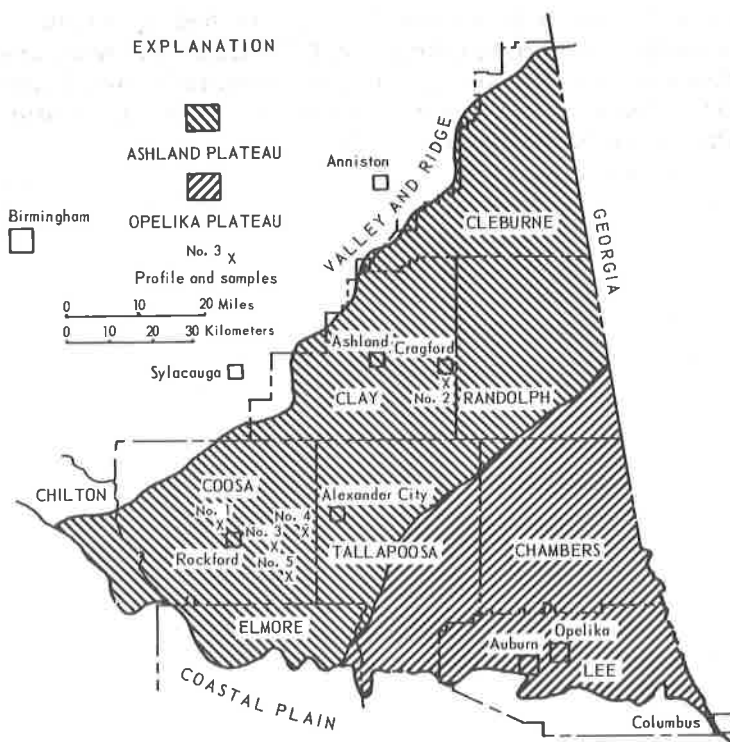 EXPLANATION
ASHLAND PLATEAU
OPELIKA PLATEAU
No. 3 X
Profile and samples
0 10 20 Miles
0 10 20 30 Kilometers
Birmingham
Anniston
VALLEY AND RIDGE
CLEBURNE
GEORGIA
Sylacauga
Ashland
Cragford
X
No. 2
CLAY
RANDOLPH
CHILTON
COOSA
No. 1
X
No. 4
X
No. 3
X
No. 5
X
Rockford
Alexander City
TALLAPOOSA
CHAMBERS
ELMORE
Opelika
Auburn
LEE
COASTAL PLAIN
Columbus